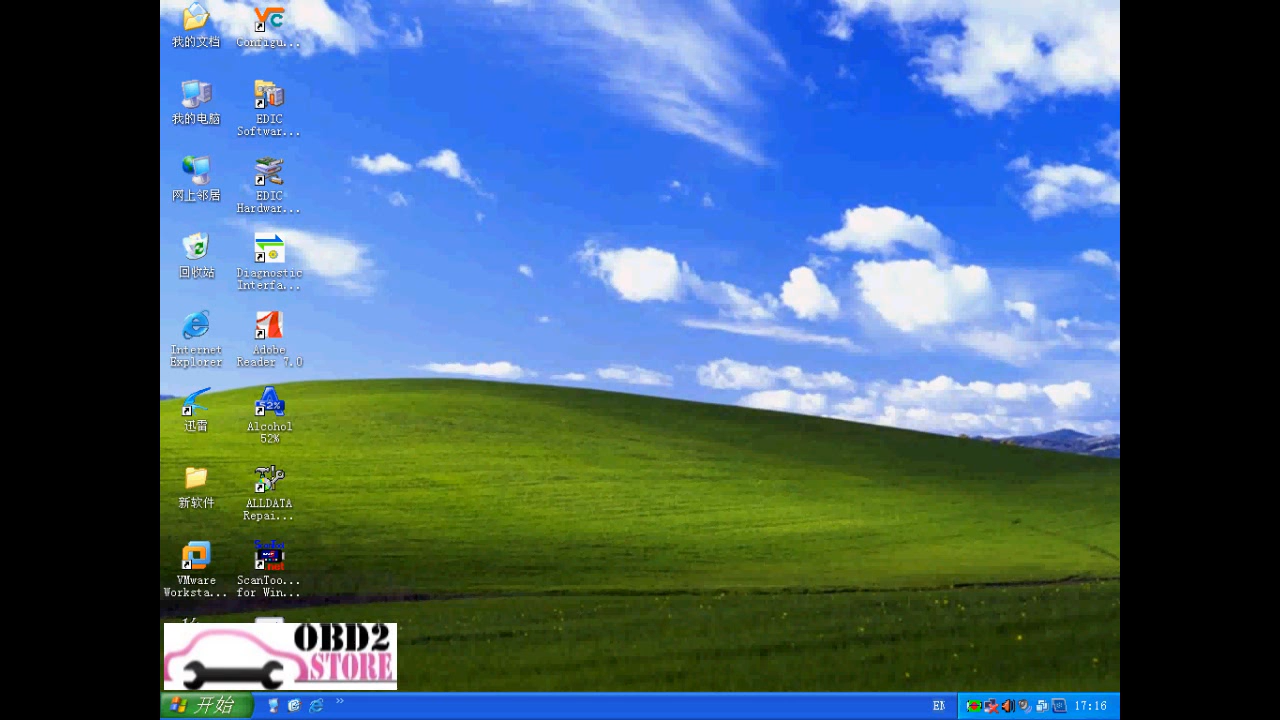 我的文档
Configu...
我的电脑
EDIC
Softwar...
网上邻居
EDIC
Hardwar...
回收站
Diagnostic
Interfa...
Internet
Explorer
Adobe
Reader 7.0
迅雷
52%
Alcohol
52%
新软件
ALLDATA
Repai...
VMware
Worksta...
ScanToo...
for Win...
OBD2
STORE
开始
EN
17:16